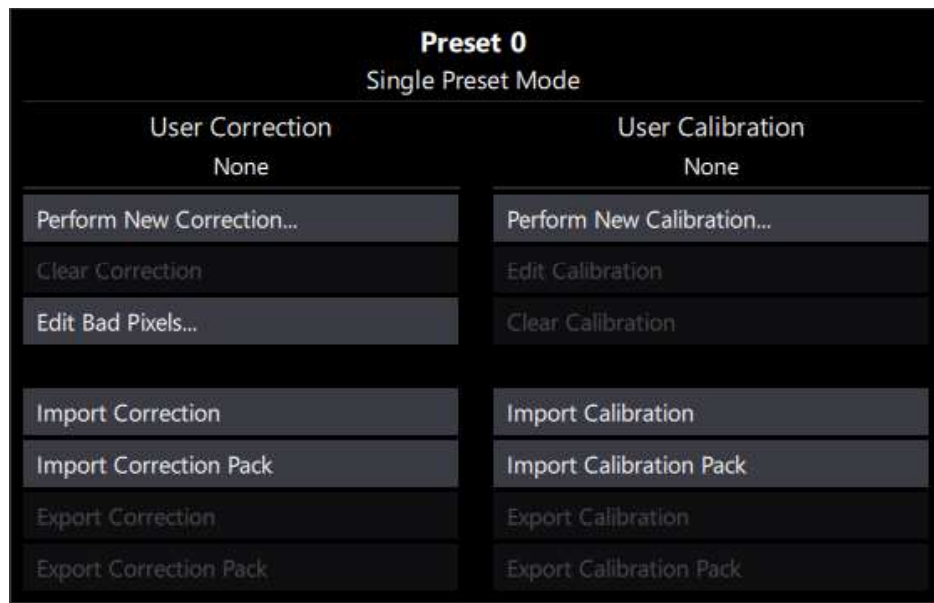 Preset 0
Single Preset Mode
User Correction
None
Perform New Correction...
Clear Correction
Edit Bad Pixels...
Import Correction
Import Correction Pack
Export Correction
Export Correction Pack
User Calibration
None
Perform New Calibration...
Edit Calibration
Clear Calibration
Import Calibration
Import Calibration Pack
Export Calibration
Export Calibration Pack